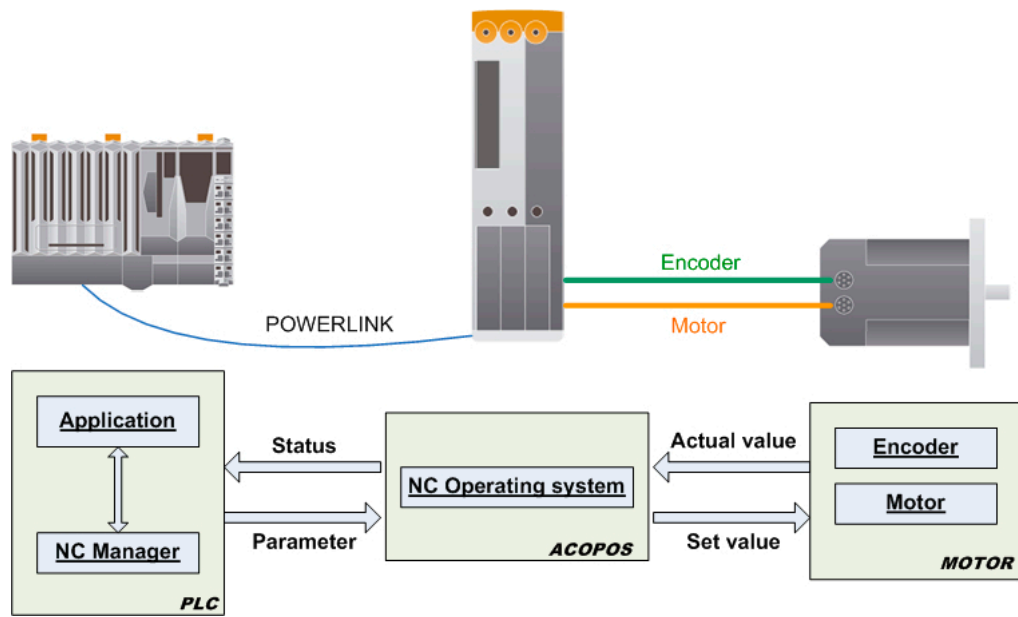 Encoder
POWERLINK
Motor
Application
NC Manager
PLC
Status
Parameter
NC Operating system
ACOPOS
Actual value
Set value
Encoder
Motor
MOTOR